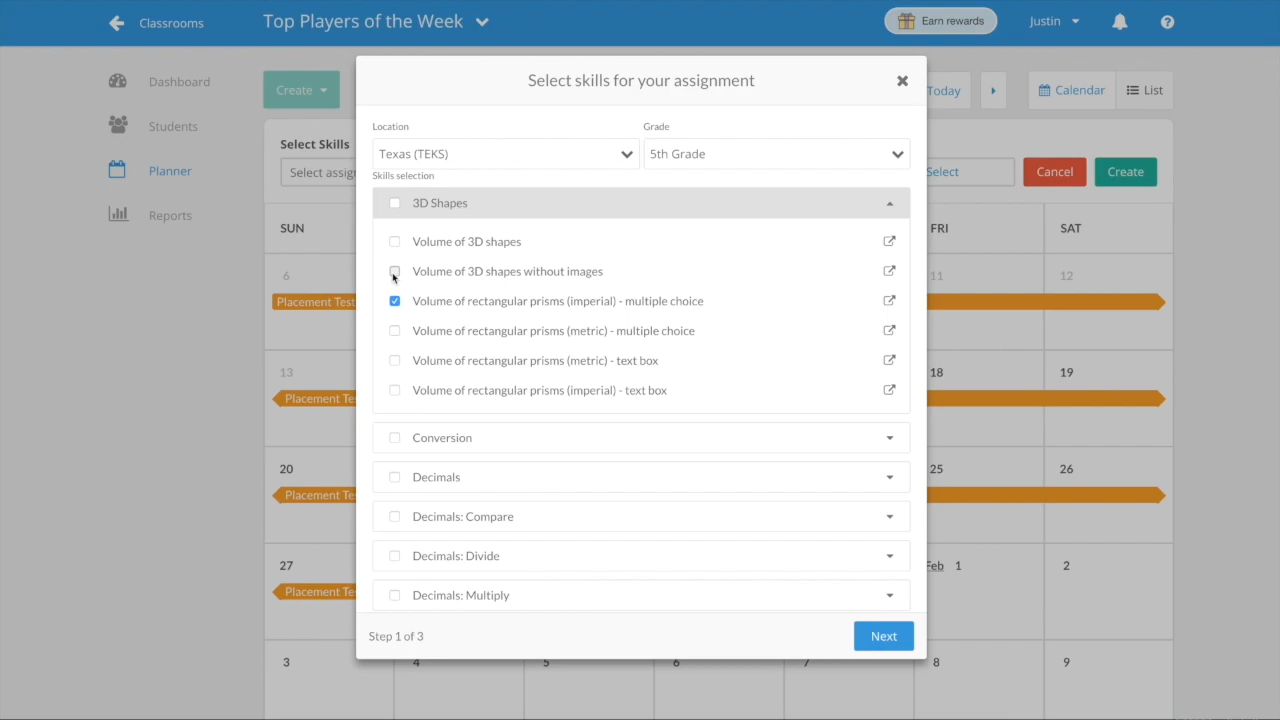 Classrooms
Top Players of the Week
Earn rewards
Justin
Dashboard
Students
Planner
Reports
Create
Today
Calendar
List
Select Skills
Select assig
Select
Cancel
Create
Select skills for your assignment
Location
Grade
Texas (TEKS)
5th Grade
Skills selection
3D Shapes
Volume of 3D shapes
Volume of 3D shapes without images
Volume of rectangular prisms (imperial) - multiple choice
Volume of rectangular prisms (metric) - multiple choice
Volume of rectangular prisms (metric) - text box
Volume of rectangular prisms (imperial) - text box
Conversion
Decimals
Decimals: Compare
Decimals: Divide
Decimals: Multiply
Step 1 of 3
Next
SUN
FRI
SAT
6
11
12
Placement Test
13
18
19
Placement Te
20
25
26
Placement Te
27
Feb 1
2
Placement Te
3
4
5
6
7
8
9